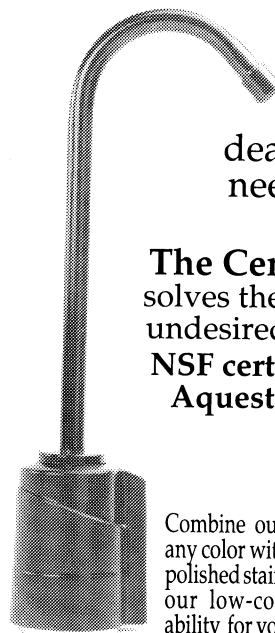 dea
nee
The Cer
solves the
undesired
NSF cert
Aquest
Combine ou
any color wit
polished stai
our low-co
ability for yo